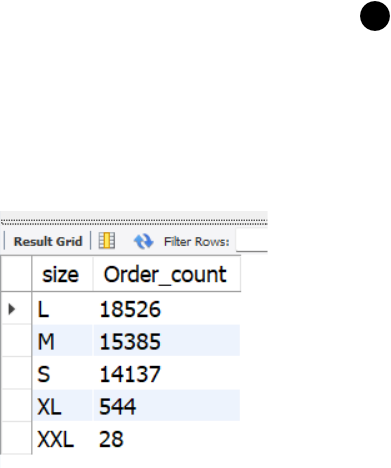 Result Grid Filter Rows:
size Order_count
L 18526
M 15385
S 14137
XL 544
XXL 28